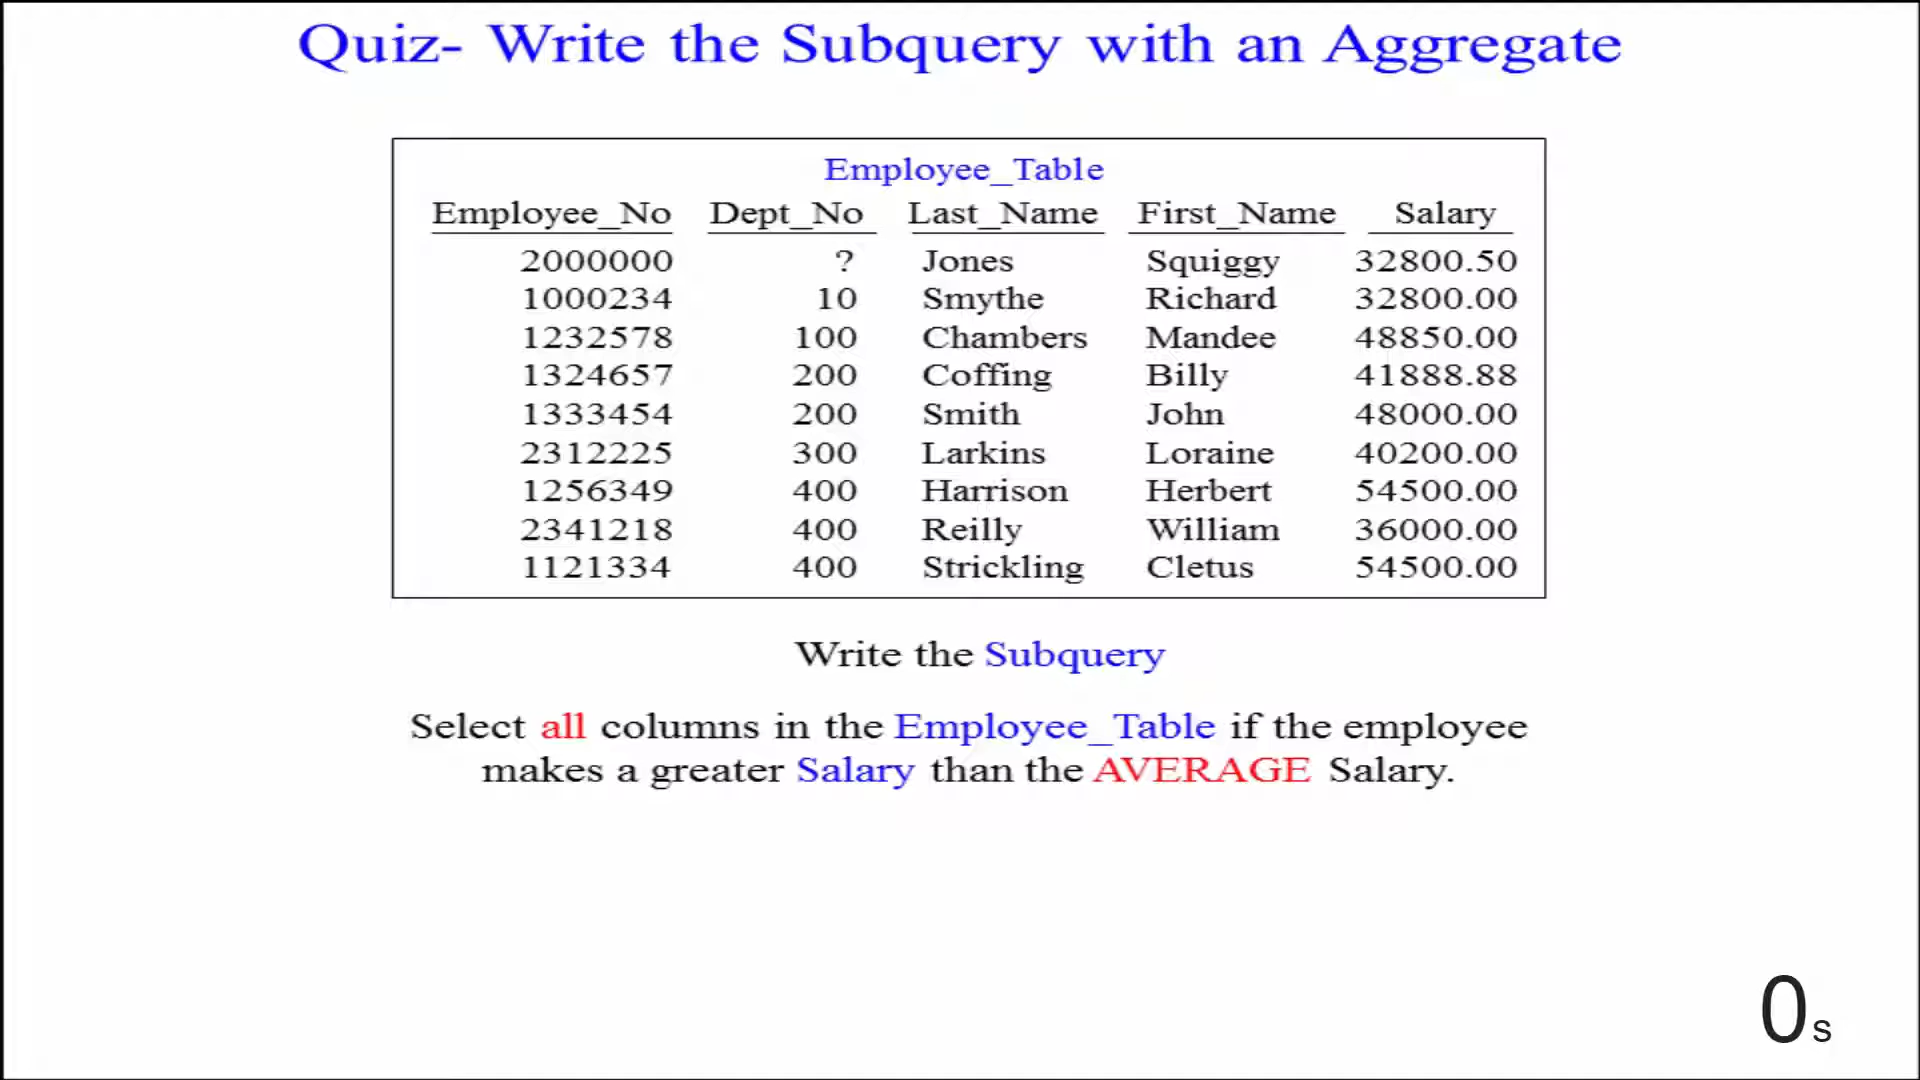 Quiz- Write the Subquery with an Aggregate
Employee_Table
Employee_No Dept_No Last_Name First_Name Salary
2000000 ? Jones Squiggy 32800.50
1000234 10 Smythe Richard 32800.00
1232578 100 Chambers Mandee 48850.00
1324657 200 Coffing Billy 41888.88
1333454 200 Smith John 48000.00
2312225 300 Larkins Loraine 40200.00
1256349 400 Harrison Herbert 54500.00
2341218 400 Reilly William 36000.00
1121334 400 Strickling Cletus 54500.00
Write the Subquery
Select all columns in the Employee_Table if the employee
makes a greater Salary than the AVERAGE Salary.
0s